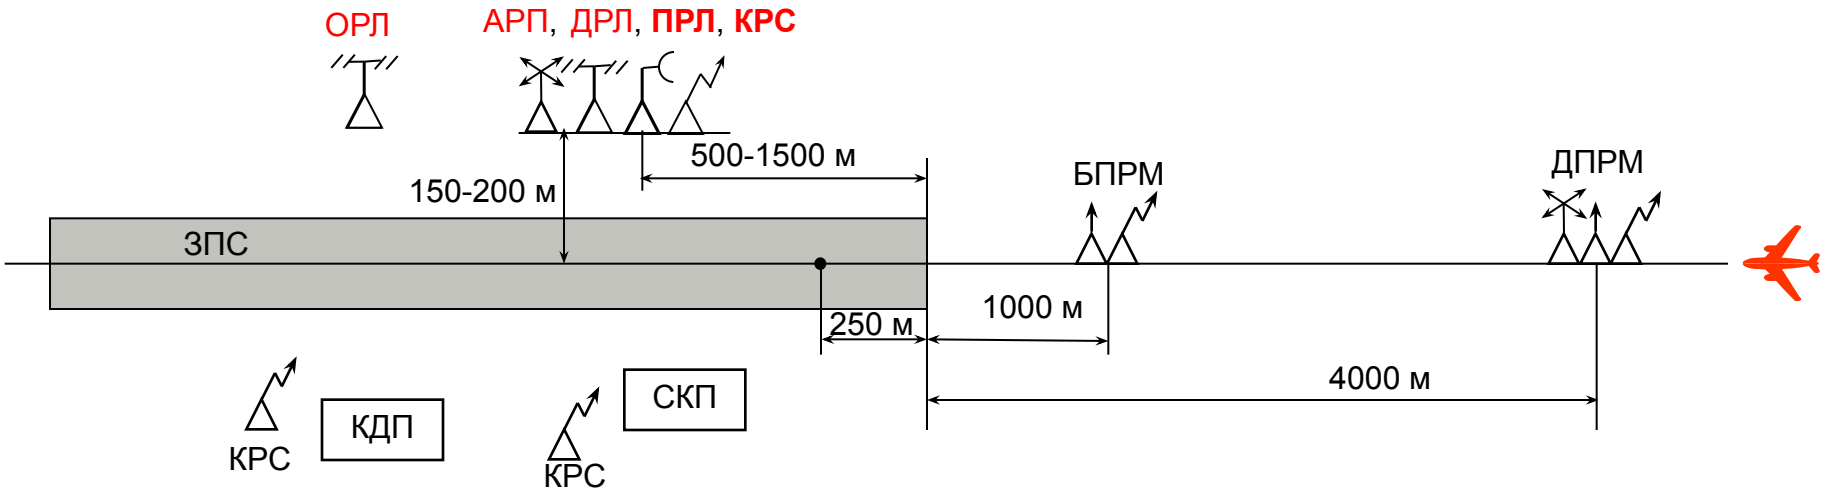 ОРЛ
АРП, ДРЛ, ПРЛ, КРС
500-1500 м
150-200 м
БПРМ
ДПРМ
ЗПС
250 м
1000 м
4000 м
КРС
КДП
КРС
СКП